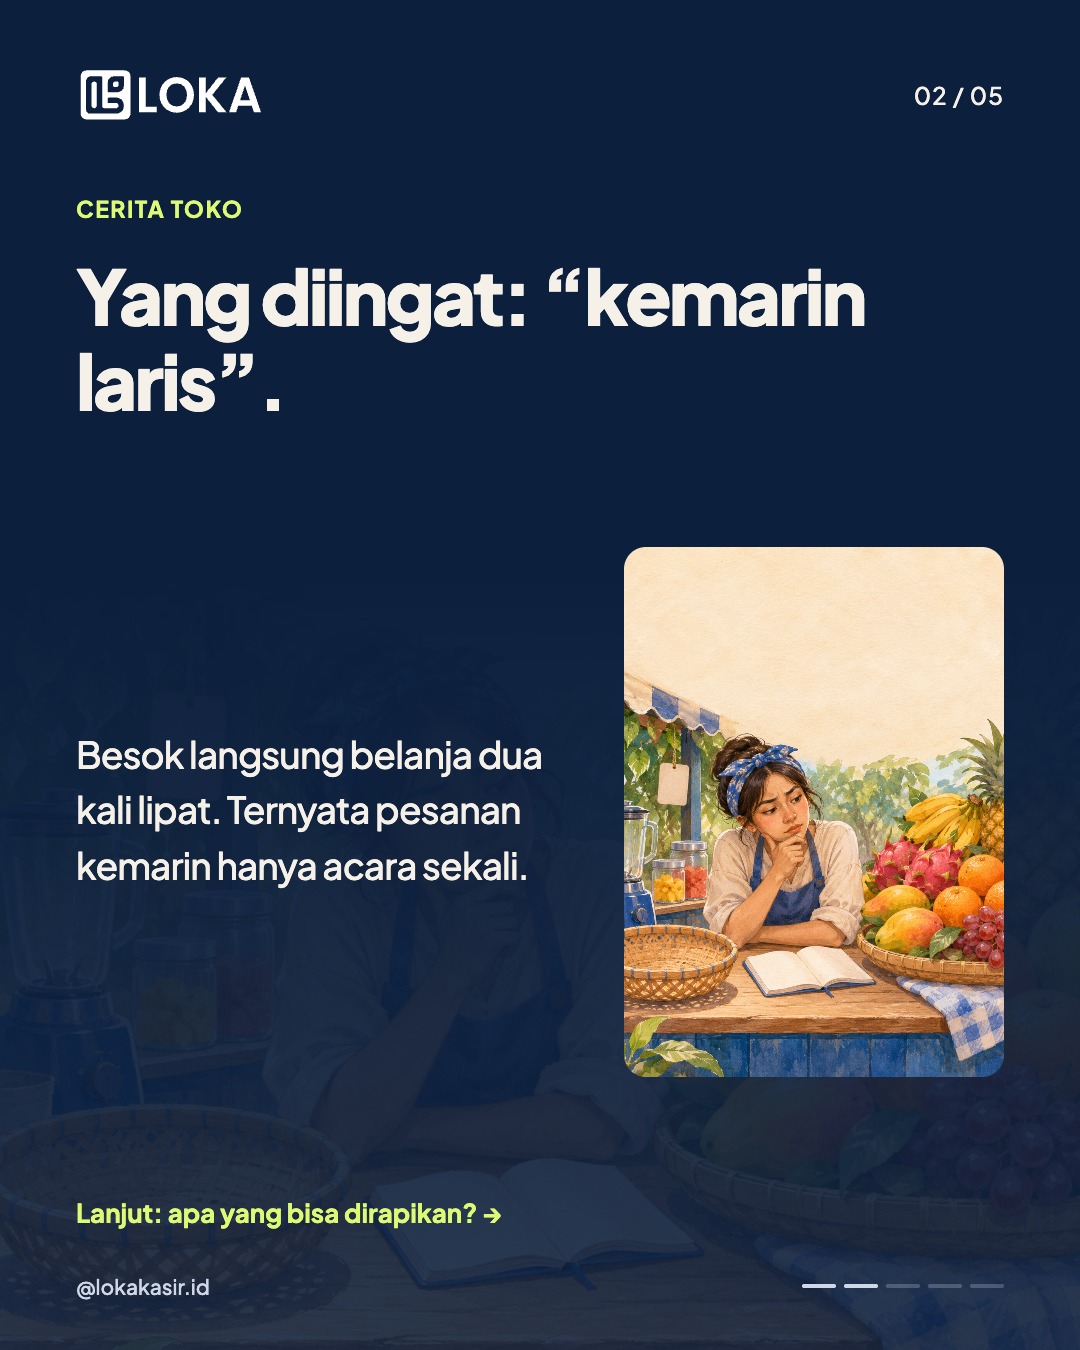 LOKA
02 / 05
CERITA TOKO
Yang diingat: “kemarin
laris”.
Besok langsung belanja dua
kali lipat. Ternyata pesanan
kemarin hanya acara sekali.
Lanjut: apa yang bisa dirapikan? →
@lokakasir.id